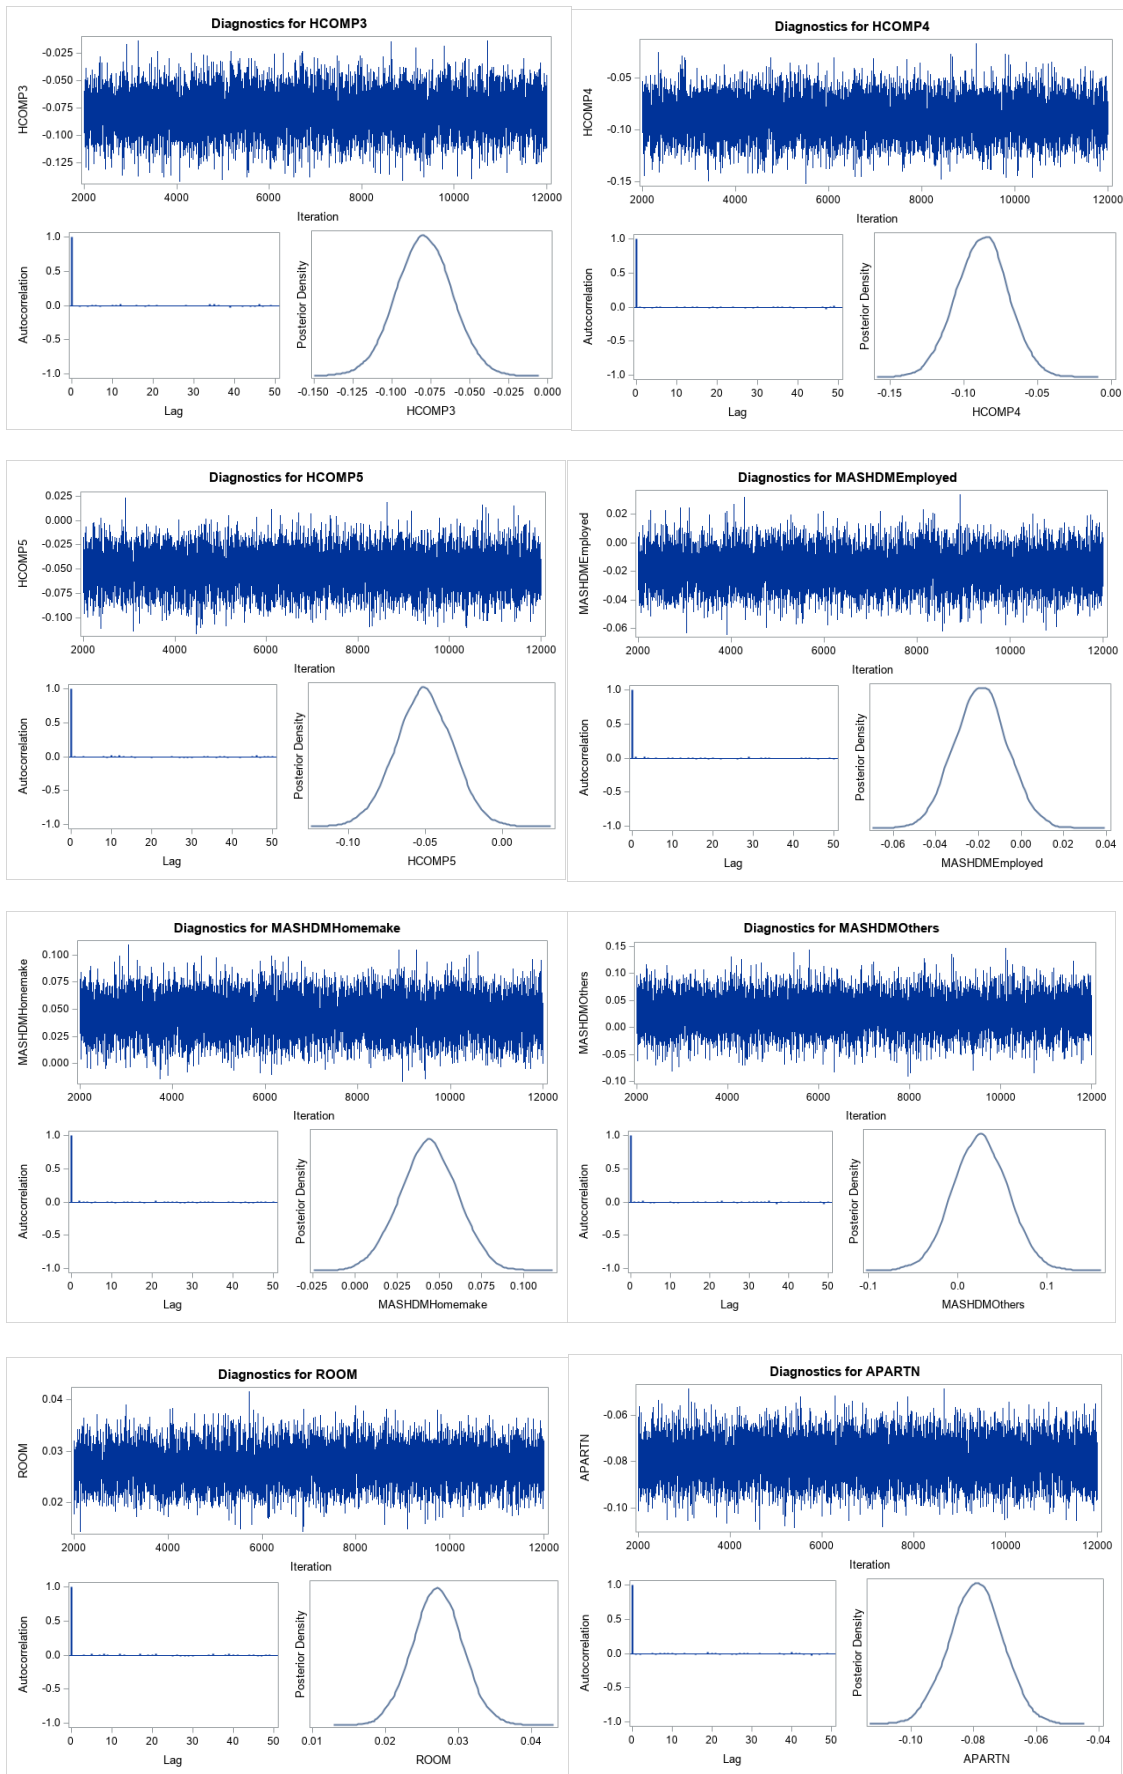 Diagnostics for HCOMP3
HCOMP3
-0.025
-0.050
-0.075
-0.100
-0.125
2000 4000 6000 8000 10000 12000
Iteration
Autocorrelation
1.0
0.5
0.0
-0.5
-1.0
0 10 20 30 40 50
Lag
Posterior Density
-0.150 -0.125 -0.100 -0.075 -0.050 -0.025 0.000
HCOMP3
Diagnostics for HCOMP4
HCOMP4
-0.05
-0.10
-0.15
2000 4000 6000 8000 10000 12000
Iteration
Autocorrelation
1.0
0.5
0.0
-0.5
-1.0
0 10 20 30 40 50
Lag
Posterior Density
-0.15 -0.10 -0.05 0.00
HCOMP4
Diagnostics for HCOMP5
HCOMP5
0.025
0.000
-0.025
-0.050
-0.075
-0.100
2000 4000 6000 8000 10000 12000
Iteration
Autocorrelation
1.0
0.5
0.0
-0.5
-1.0
0 10 20 30 40 50
Lag
Posterior Density
-0.10 -0.05 0.00
HCOMP5
Diagnostics for MASHDMEmployed
MASHDMEmployed
0.02
0.00
-0.02
-0.04
-0.06
2000 4000 6000 8000 10000 12000
Iteration
Autocorrelation
1.0
0.5
0.0
-0.5
-1.0
0 10 20 30 40 50
Lag
Posterior Density
-0.06 -0.04 -0.02 0.00 0.02 0.04
MASHDMEmployed
Diagnostics for MASHDMHomemake
MASHDMHomemake
0.100
0.075
0.050
0.025
0.000
2000 4000 6000 8000 10000 12000
Iteration
Autocorrelation
1.0
0.5
0.0
-0.5
-1.0
0 10 20 30 40 50
Lag
Posterior Density
-0.025 0.000 0.025 0.050 0.075 0.100
MASHDMHomemake
Diagnostics for MASHDMOthers
MASHDMOthers
0.15
0.10
0.05
0.00
-0.05
-0.10
2000 4000 6000 8000 10000 12000
Iteration
Autocorrelation
1.0
0.5
0.0
-0.5
-1.0
0 10 20 30 40 50
Lag
Posterior Density
-0.1 0.0 0.1
MASHDMOthers
Diagnostics for ROOM
ROOM
0.04
0.03
0.02
2000 4000 6000 8000 10000 12000
Iteration
Autocorrelation
1.0
0.5
0.0
-0.5
-1.0
0 10 20 30 40 50
Lag
Posterior Density
0.01 0.02 0.03 0.04
ROOM
Diagnostics for APARTN
APARTN
-0.06
-0.08
-0.10
2000 4000 6000 8000 10000 12000
Iteration
Autocorrelation
1.0
0.5
0.0
-0.5
-1.0
0 10 20 30 40 50
Lag
Posterior Density
-0.10 -0.08 -0.06 -0.04
APARTN